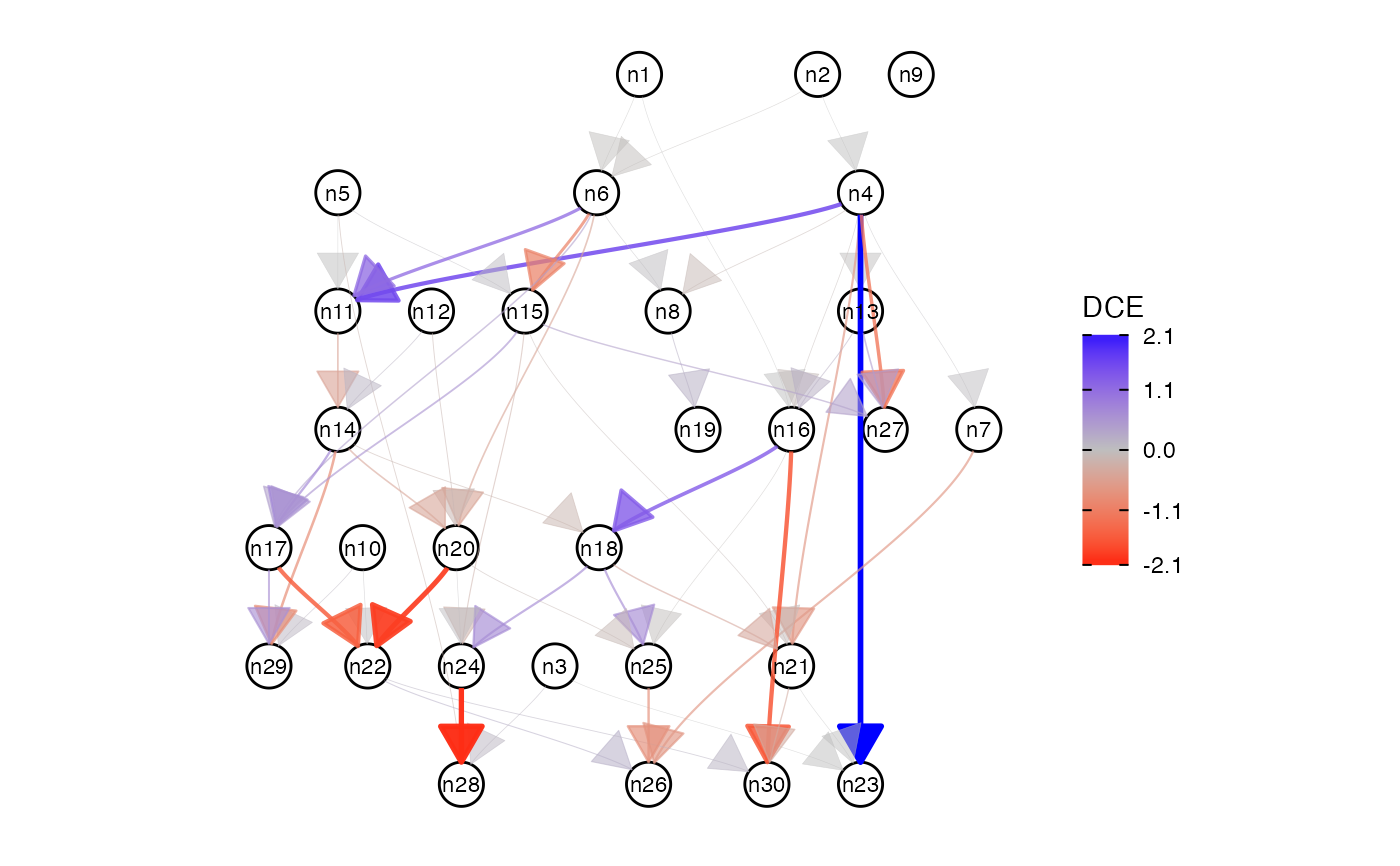 n1 n2 n9
n5 n6 n4
n11 n12 n15 n8 n13
DCE
2.1
1.1
0.0
-1.1
-2.1
n14 n19 n16 n27 n7
n17 n10 n20 n18
n29 n22 n24 n3 n25 n21
n28 n26 n30 n23